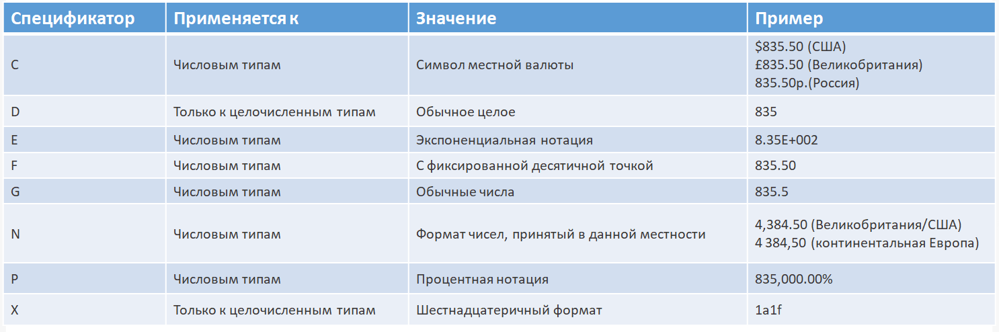 Спецификатор Применяется к Значение Пример
C Числовым типам Символ местной валюты $835.50 (США)
£835.50 (Великобритания)
835.50р.(Россия)
D Только к целочисленным типам Обычное целое 835
E Числовым типам Экспоненциальная нотация 8.35E+002
F Числовым типам С фиксированной десятичной точкой 835.50
G Числовым типам Обычные числа 835.5
N Числовым типам Формат чисел, принятый в данной местности 4,384.50 (Великобритания/США)
4 384,50 (континентальная Европа)
P Числовым типам Процентная нотация 835,000.00%
X Только к целочисленным типам Шестнадцатеричный формат 1a1f